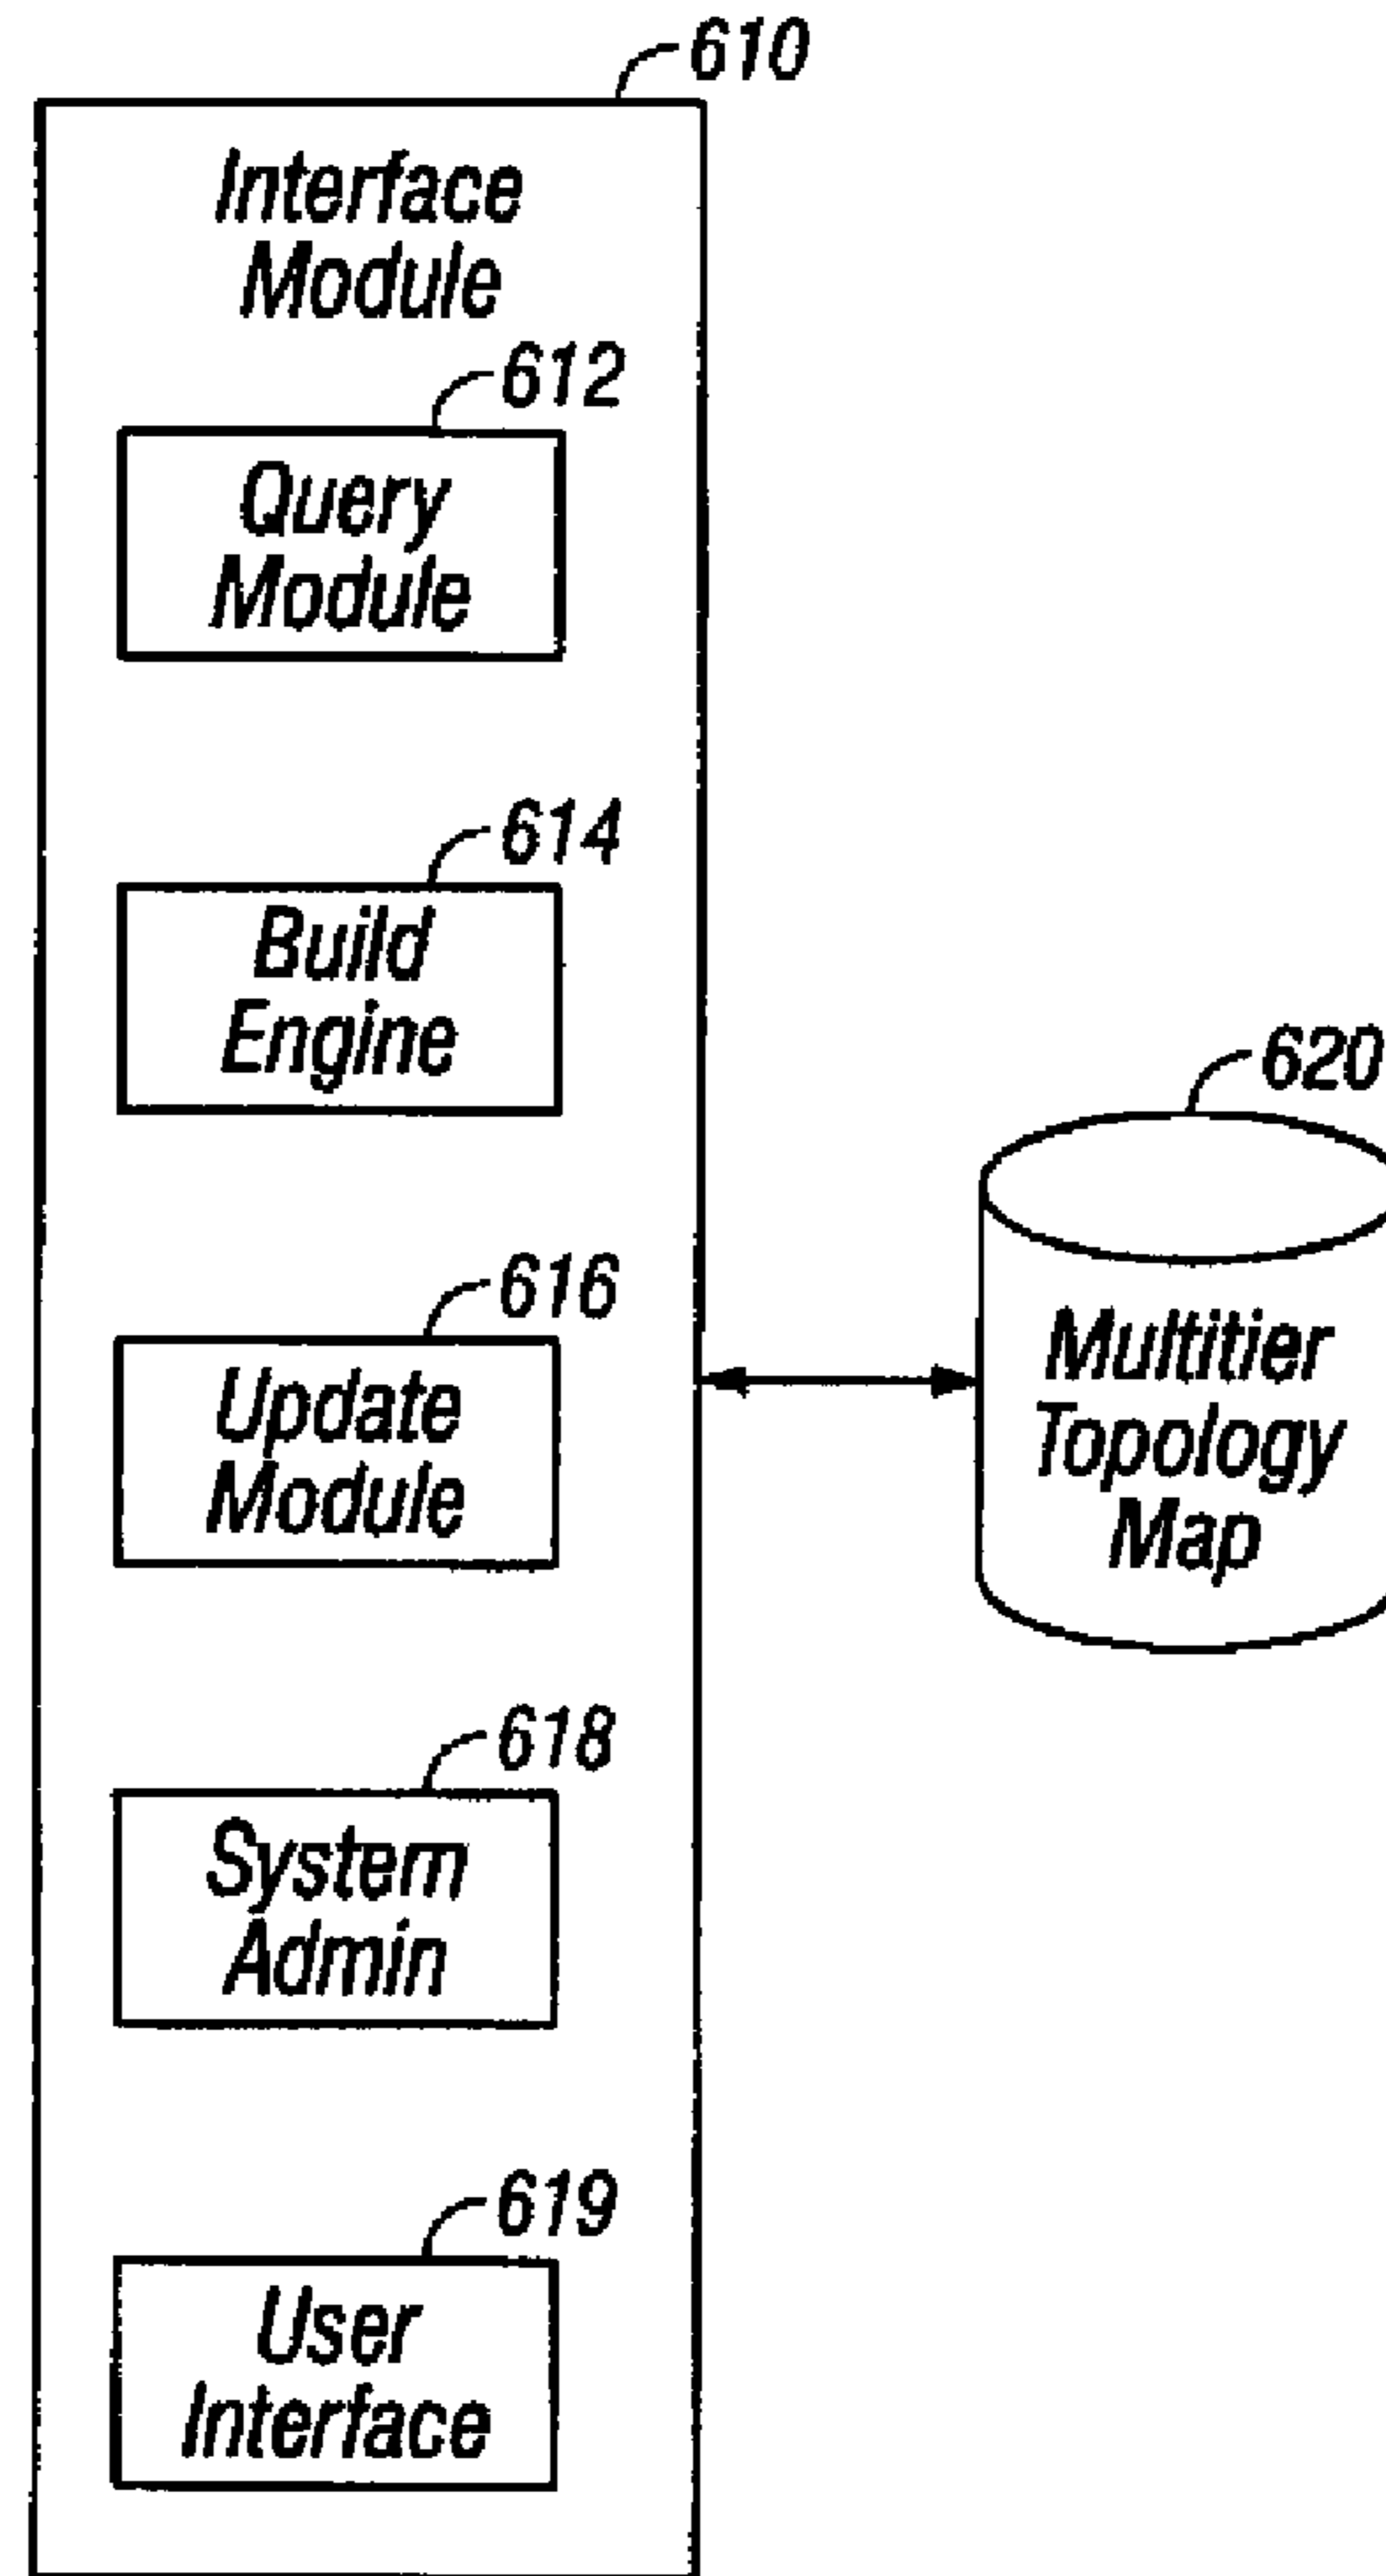 610
Interface
Module
612
Query
Module
614
Build
Engine
616
Update
Module
618
System
Admin
619
User
Interface
620
Multitier
Topology
Map